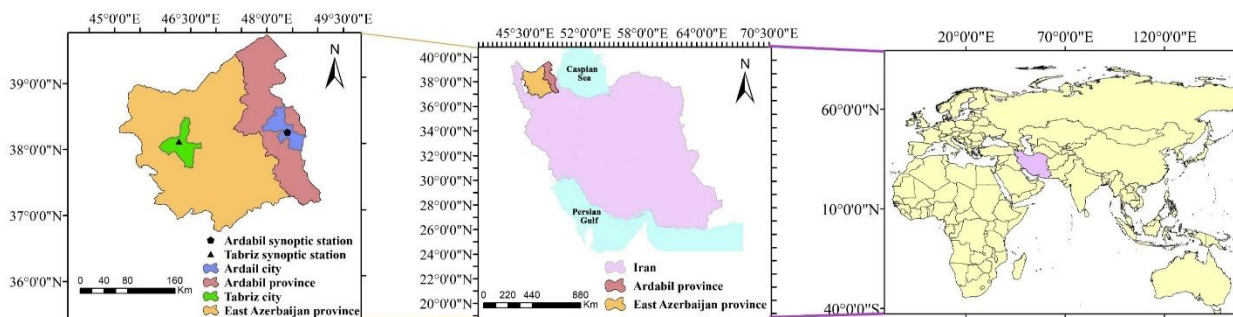 45°0'0"E 46°30'0"E 48°0'0"E 49°30'0"E
39°0'0"N
38°0'0"N
37°0'0"N
36°0'0"N
N
Ardabil synoptic station
Tabriz synoptic station
Ardail city
Ardabil province
Tabriz city
East Azerbaijan province
0 40 80 160
Km
45°30'0"E 52°0'0"E 58°0'0"E 64°0'0"E 70°30'0"E
40°0'0"N
38°0'0"N
36°0'0"N
34°0'0"N
32°0'0"N
30°0'0"N
28°0'0"N
26°0'0"N
24°0'0"N
22°0'0"N
20°0'0"N
Caspian
Sea
N
Persian
Gulf
Iran
Ardabil province
East Azerbaijan province
0 220 440 880
Km
20°0'0"E 70°0'0"E 120°0'0"E
60°0'0"N
10°0'0"N
40°0'0"S